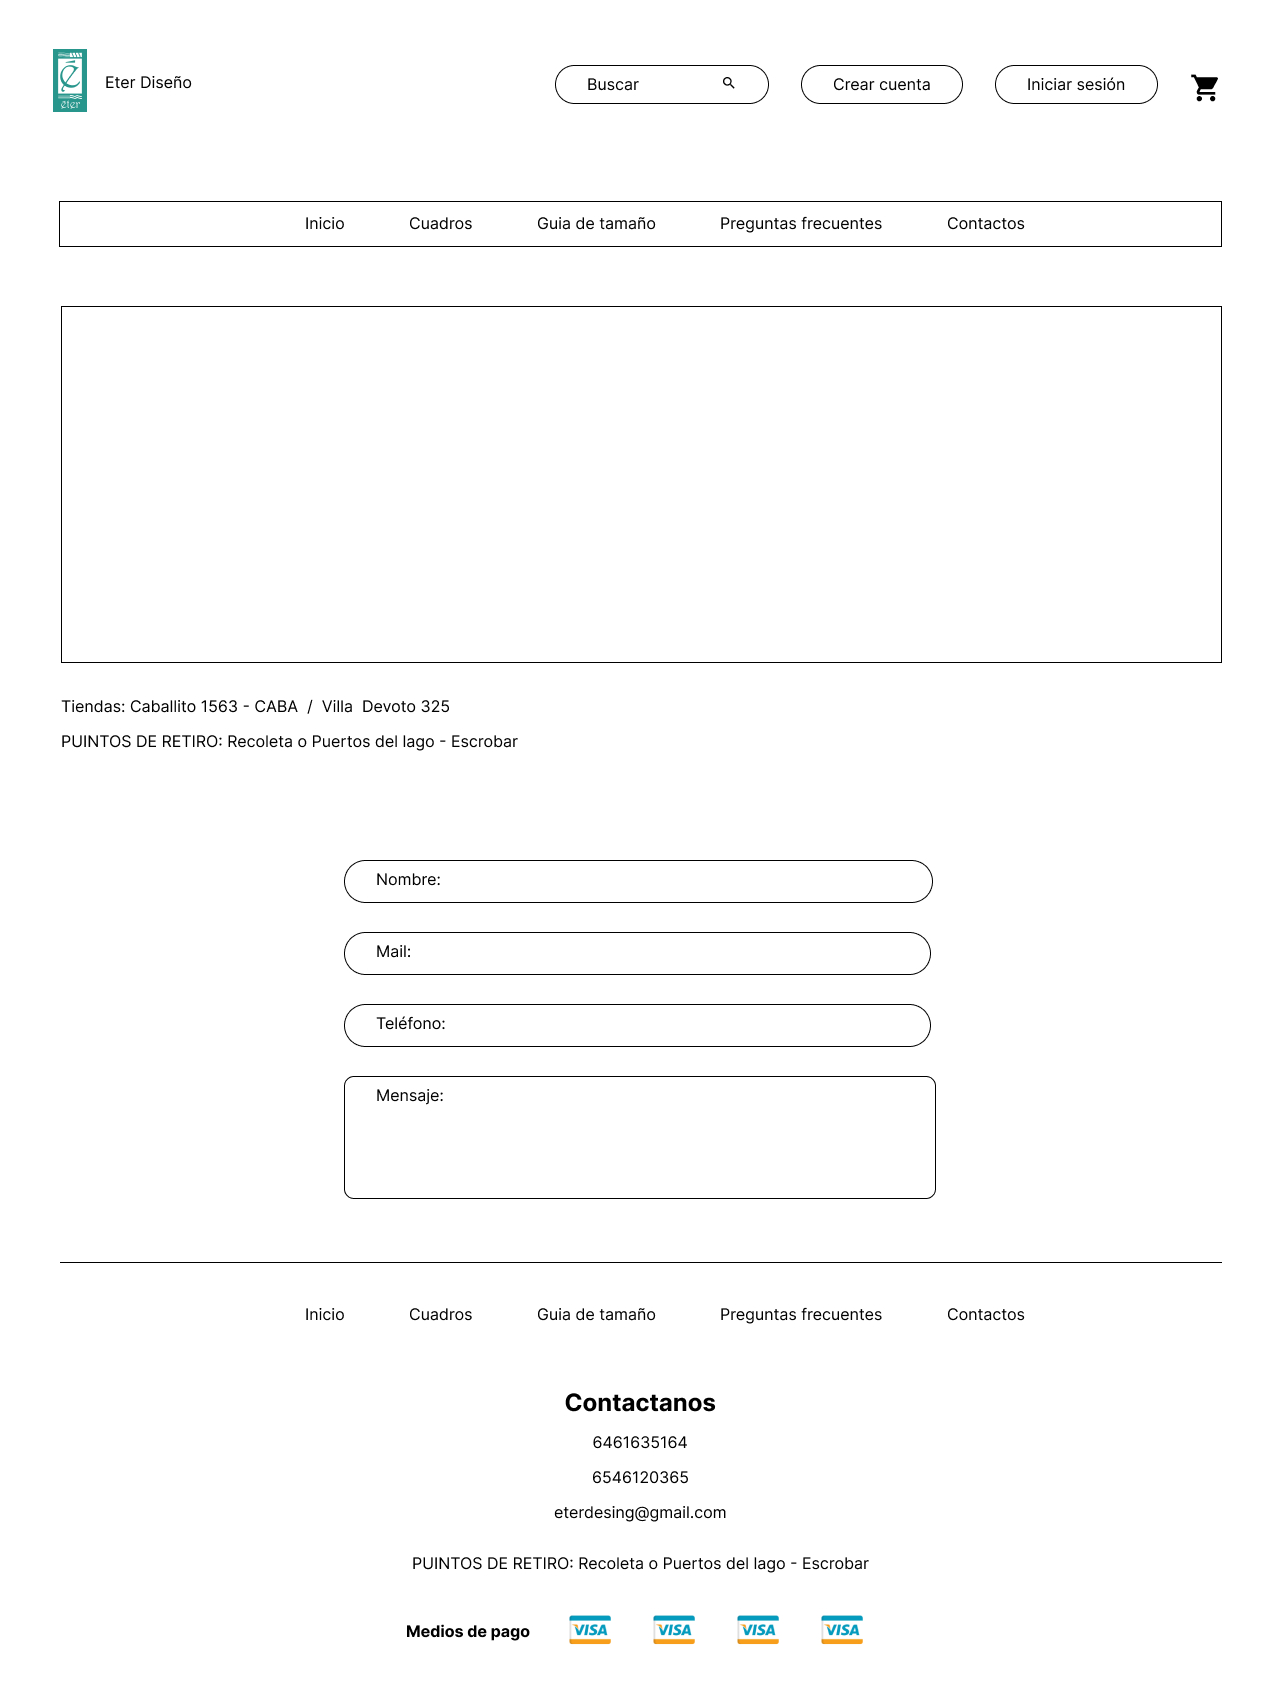 é
eter
Eter Diseño
Buscar
Crear cuenta
Iniciar sesión
Inicio Cuadros Guia de tamaño Preguntas frecuentes Contactos
Tiendas: Caballito 1563 - CABA / Villa Devoto 325
PUINTOS DE RETIRO: Recoleta o Puertos del lago - Escrobar
Nombre:
Mail:
Teléfono:
Mensaje:
Inicio Cuadros Guia de tamaño Preguntas frecuentes Contactos
Contactanos
6461635164
6546120365
eterdesing@gmail.com
PUINTOS DE RETIRO: Recoleta o Puertos del lago - Escrobar
Medios de pago VISA VISA VISA VISA